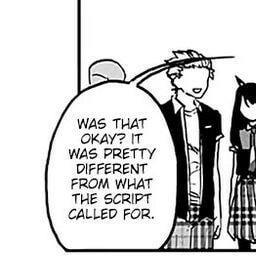 WAS THAT
OKAY? IT
WAS PRETTY
DIFFERENT
FROM WHAT
THE SCRIPT
CALLED FOR.